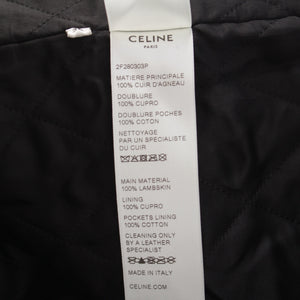 CELINE
PARIS
2F280303P
MATIERE PRINCIPALE
100% CUIR D'AGNEAU
DOUBLURE
100% CUPRO
DOUBLURE POCHES
100% COTON
NETTOYAGE
PAR UN SPECIALISTE
DU CUIR
MAIN MATERIAL
100% LAMBSKIN
LINING
100% CUPRO
POCKETS LINING
100% COTTON
CLEANING ONLY
BY A LEATHER
SPECIALIST
MADE IN ITALY
CELINE.COM